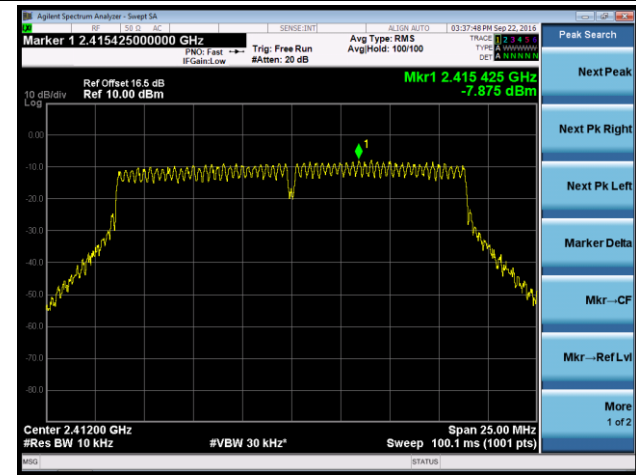 Agilent Spectrum Analyzer - Swept SA
RF 50 Ω AC SENSE:INT ALIGN AUTO 03:37:48 PM Sep 22, 2016
Marker 1 2.415425000000 GHz
PNO: Fast
IFGain:Low
Trig: Free Run
#Atten: 20 dB
Avg Type: RMS
Avg|Hold: 100/100
TRACE 1 2 3 4 5 6
TYPE A WWWWW
DET A N N N N N
Peak Search
Ref Offset 16.5 dB
Ref 10.00 dBm
10 dB/div
Log
Mkr1 2.415 425 GHz
-7.875 dBm
Next Peak
0.00
1
Next Pk Right
-10.0
Next Pk Left
-20.0
-30.0
Marker Delta
-40.0
-50.0
Mkr→CF
-60.0
Mkr→Ref Lvl
-70.0
-80.0
More
1 of 2
Center 2.41200 GHz Span 25.00 MHz
#Res BW 10 kHz #VBW 30 kHz* Sweep 100.1 ms (1001 pts)
MSG STATUS